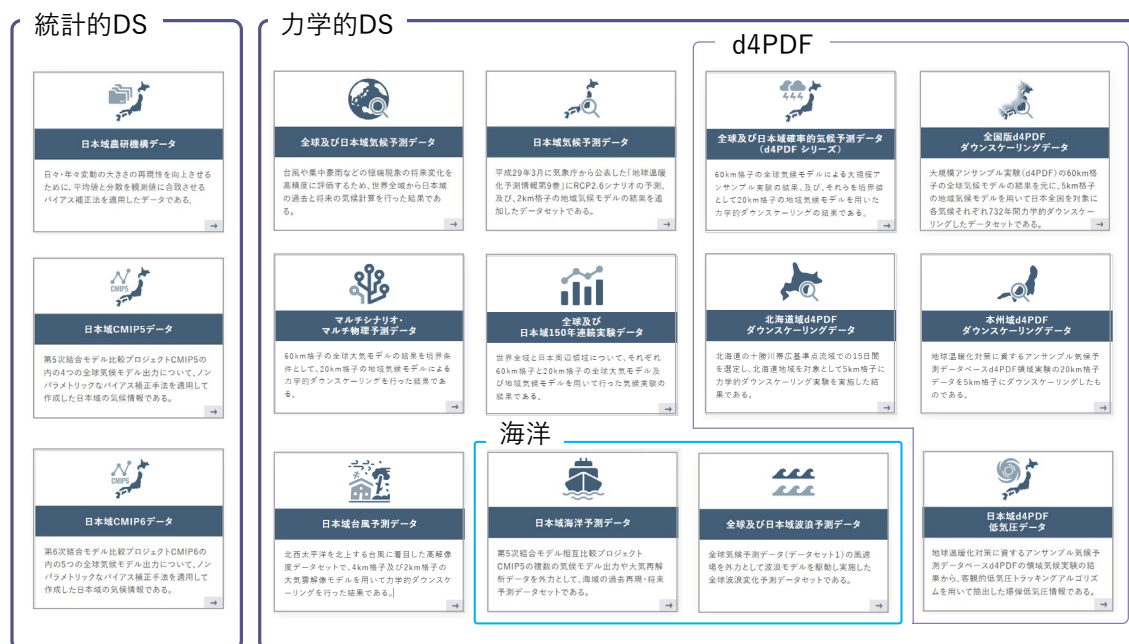 統計的DS
日本域農研機構データ
日々・年々変動の大きさの再現性を向上させる
ために、平均値と分散を観測値に合致させる
バイアス補正法を適用したデータである。
→
CMIP5
日本域CMIP5データ
第5次結合モデル比較プロジェクトCMIP5の
内の4つの全球気候モデル出力について、ノン
パラメトリックなバイアス補正手法を適用して
作成した日本域の気候情報である。
→
CMIP6
日本域CMIP6データ
第6次結合モデル比較プロジェクトCMIP6の
内の5つの全球気候モデル出力について、ノン
パラメトリックなバイアス補正手法を適用して
作成した日本域の気候情報である。
→
力学的DS
全球及び日本域気候予測データ
台風や集中豪雨などの極端現象の将来変化を
高精度に評価するため、世界全域から日本域
の過去と将来の気候計算を行った結果であ
る。
→
日本域気候予測データ
平成29年3月に気象庁から公表した「地球温暖
化予測情報第9巻」にRCP2.6シナリオの予測、
及び、2km格子の地域気候モデルの結果を追
加したデータセットである。
→
マルチシナリオ・
マルチ物理予測データ
60km格子の全球大気モデルの結果を境界条
件として、20km格子の地域気候モデルによる
力学的ダウンスケーリングを行った結果であ
る。
→
全球及び
日本域150年連続実験データ
世界全域と日本周辺領域について、それぞれ
60km格子と20km格子の全球大気モデル及
び地域気候モデルを用いて行った気候実験の
結果である。
→
日本域台風予測データ
北西太平洋を北上する台風に着目した高解像
度データセットで、4km格子及び2km格子の
大気雲解像モデルを用いて力学的ダウンスケ
ーリングを行った結果である。
→
海洋
日本域海洋予測データ
第5次結合モデル相互比較プロジェクト
CMIP5の複数の気候モデル出力や大気再解
析データを外力として、海域の過去再現・将来
予測データセットである。
→
全球及び日本域波浪予測データ
全球気候予測データ(データセット1)の風速
場を外力として波浪モデルを駆動し実施した
全球波浪変化予測データセットである。
→
d4PDF
全球及び日本域確率的気候予測データ
(d4PDF シリーズ)
60km格子の全球気候モデルによる大規模ア
ンサンブル実験の結果、及び、それらを境界値
として20km格子の地域気候モデルを用いた
力学的ダウンスケーリングの結果である。
→
全国版d4PDF
ダウンスケーリングデータ
大規模アンサンブル実験(d4PDF)の60km格
子の全球気候モデルの結果を元に、5km格子
の地域気候モデルを用いて日本全国を対象に
各気候それぞれ732年間力学的ダウンスケー
リングしたデータセットである。
→
北海道域d4PDF
ダウンスケーリングデータ
北海道の十勝川帯広基準点流域での15日間
を選定し、北海道地域を対象として5km格子に
力学的ダウンスケーリング実験を実施した結
果である。
→
本州域d4PDF
ダウンスケーリングデータ
地球温暖化対策に資するアンサンブル気候予
測データベースd4PDF領域実験の20km格子
データを5km格子にダウンスケーリングしたも
のである。
→
日本域d4PDF
低気圧データ
地球温暖化対策に資するアンサンブル気候予
測データベースd4PDFの領域気候実験の結
果から、客観的低気圧トラッキングアルゴリズ
ムを用いて抽出した爆弾低気圧情報である。
→